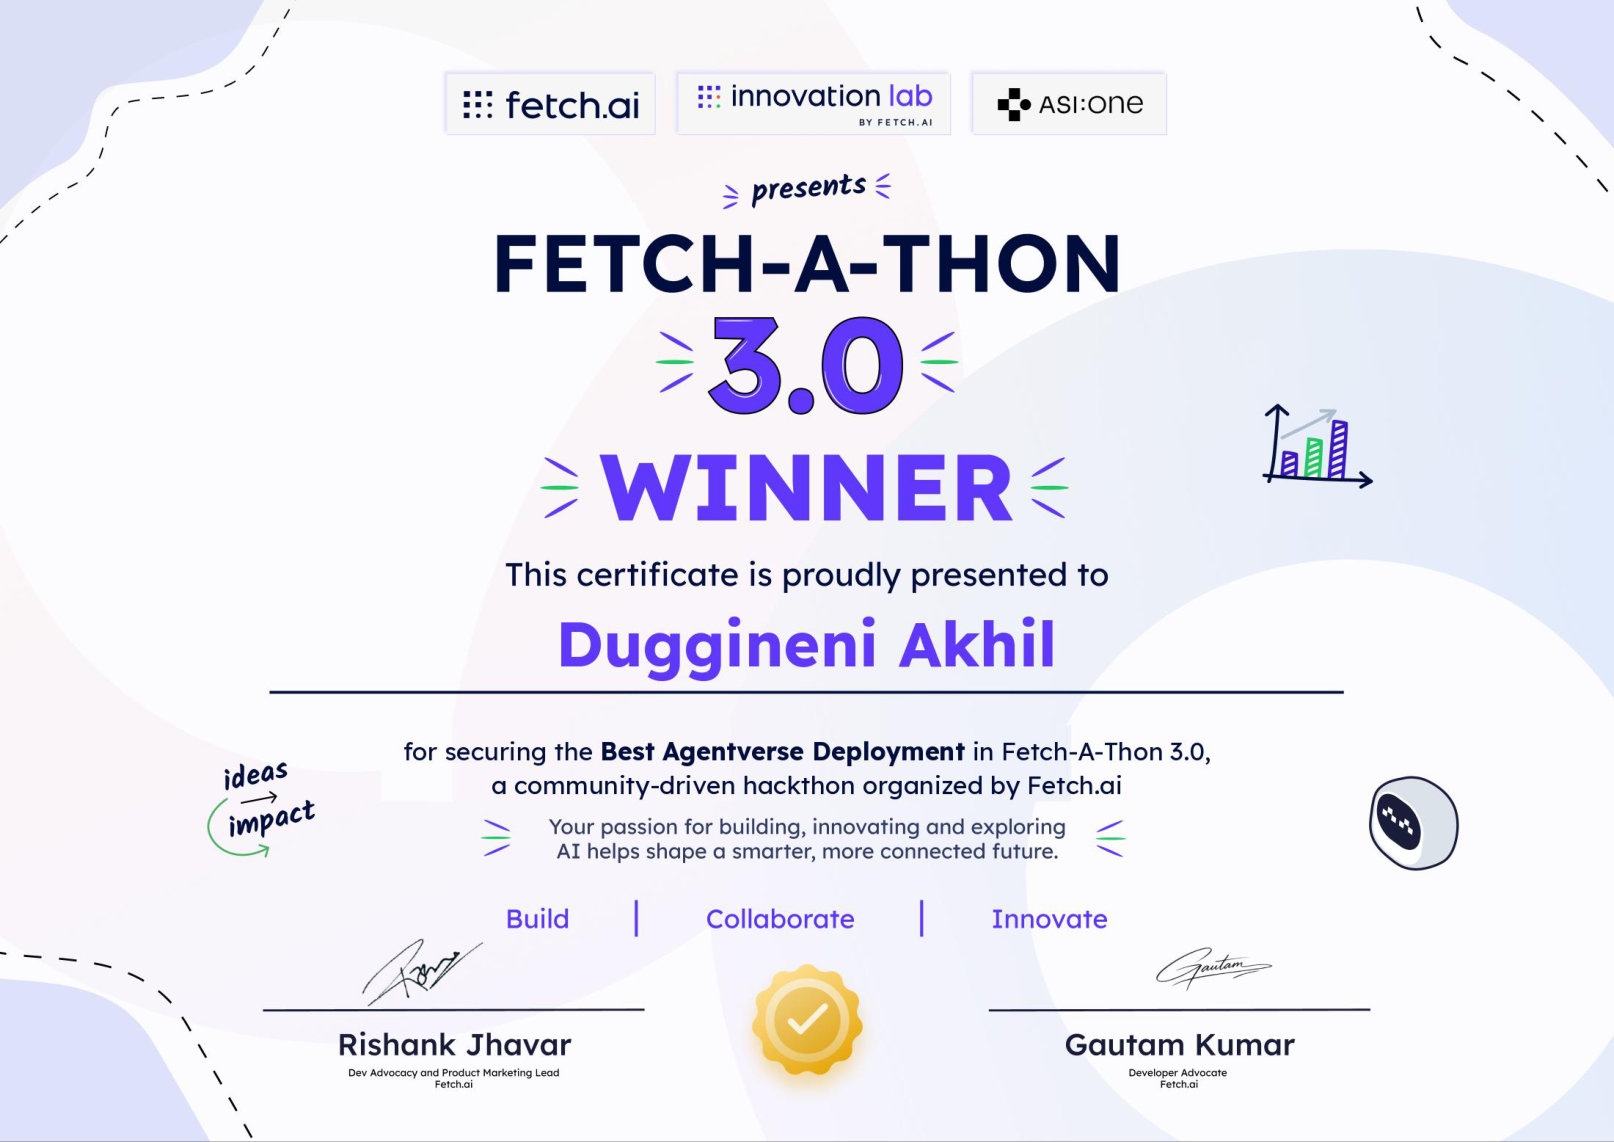 fetch.ai
innovation lab
BY FETCH.AI
ASI:one
presents
FETCH-A-THON
3.0
WINNER
This certificate is proudly presented to
Duggineni Akhil
for securing the Best Agentverse Deployment in Fetch-A-Thon 3.0,
a community-driven hackthon organized by Fetch.ai
ideas
impact
Your passion for building, innovating and exploring
AI helps shape a smarter, more connected future.
Build | Collaborate | Innovate
Gautam
Rishank Jhavar
Dev Advocacy and Product Marketing Lead
Fetch.ai
Gautam Kumar
Developer Advocate
Fetch.ai